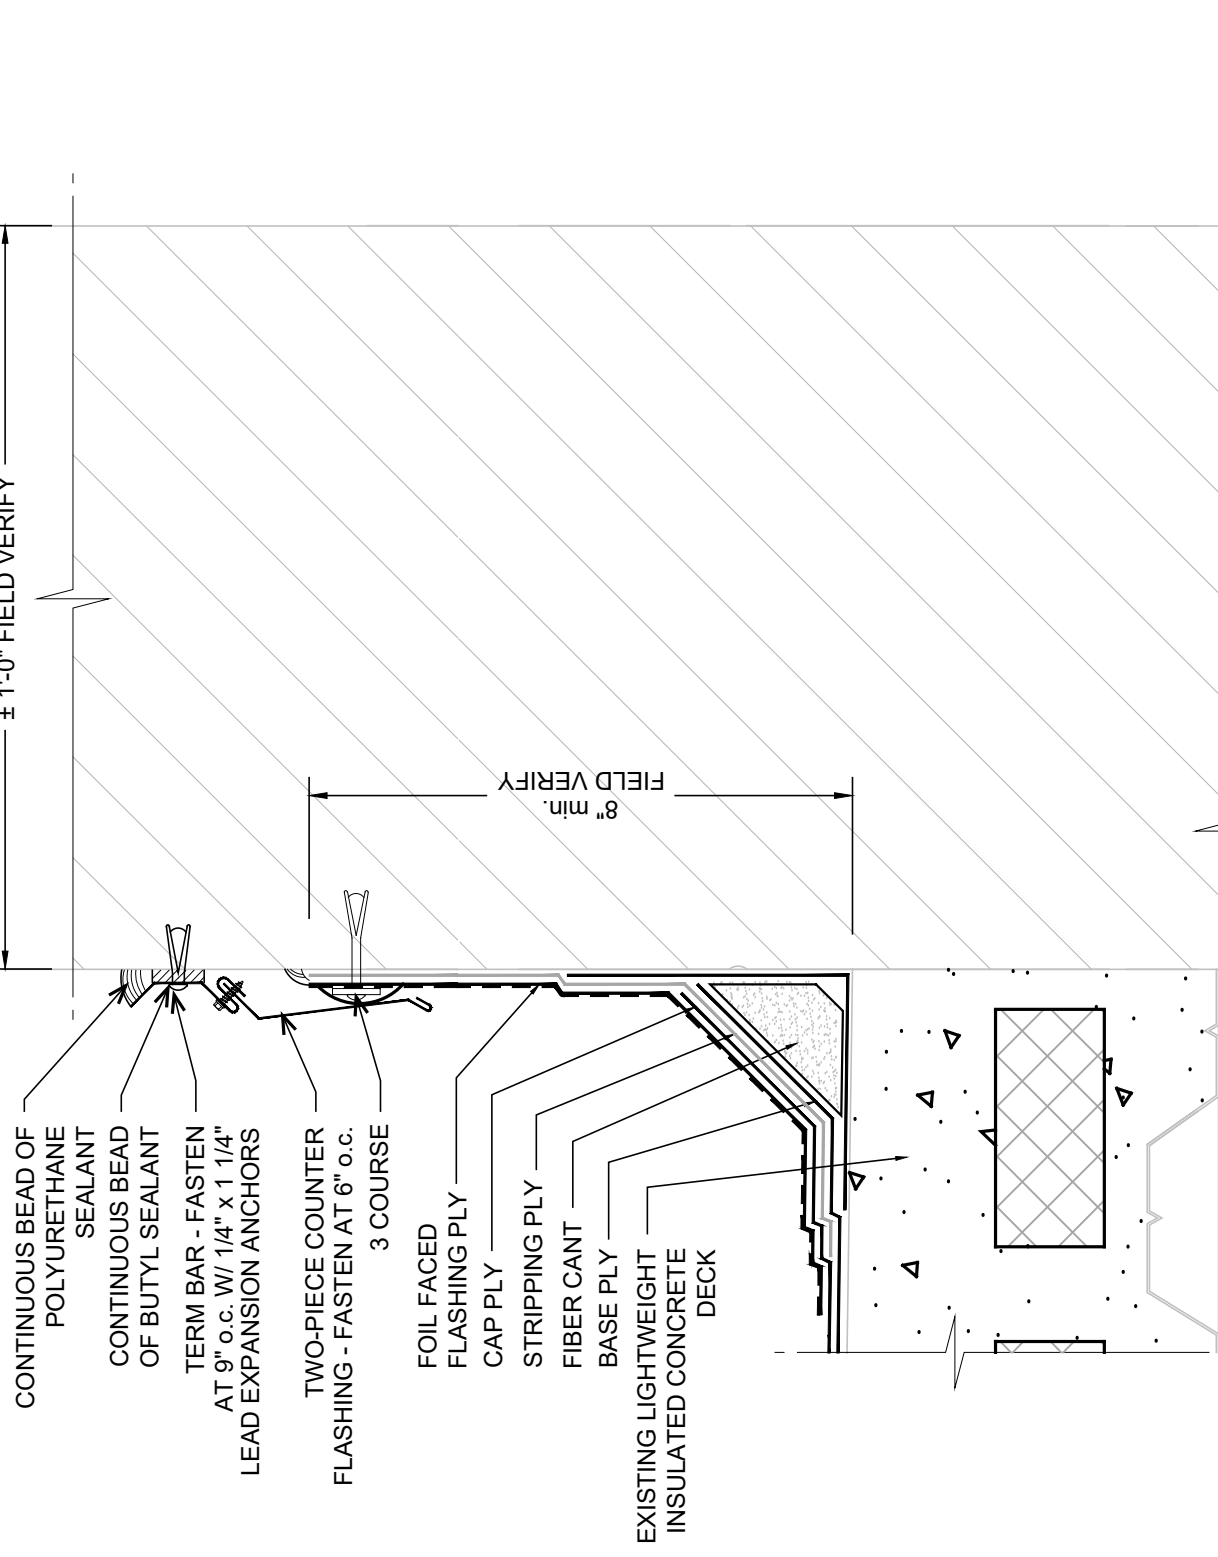 ± 1'-0" FIELD VERIFY
8" min.
FIELD VERIFY
CONTINUOUS BEAD OF
POLYURETHANE
SEALANT
CONTINUOUS BEAD
OF BUTYL SEALANT
TERM BAR - FASTEN
AT 9" o.c. W/ 1/4" x 1 1/4"
LEAD EXPANSION ANCHORS
TWO-PIECE COUNTER
FLASHING - FASTEN AT 6" o.c.
3 COURSE
FOIL FACED
FLASHING PLY
CAP PLY
STRIPPING PLY
FIBER CANT
BASE PLY
EXISTING LIGHTWEIGHT
INSULATED CONCRETE
DECK